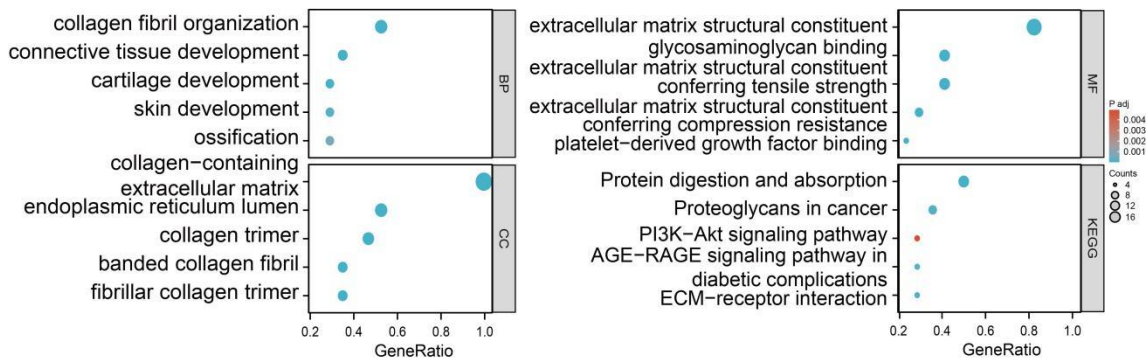 collagen fibril organization
connective tissue development
cartilage development
skin development
ossification
BP
collagen−containing
extracellular matrix
endoplasmic reticulum lumen
collagen trimer
banded collagen fibril
fibrillar collagen trimer
CC
0.2 0.4 0.6 0.8 1.0
GeneRatio
extracellular matrix structural constituent
glycosaminoglycan binding
extracellular matrix structural constituent
conferring tensile strength
extracellular matrix structural constituent
conferring compression resistance
platelet−derived growth factor binding
MF
Protein digestion and absorption
Proteoglycans in cancer
PI3K−Akt signaling pathway
AGE−RAGE signaling pathway in
diabetic complications
ECM−receptor interaction
KEGG
0.2 0.4 0.6 0.8 1.0
GeneRatio
P adj
0.004
0.003
0.002
0.001
Counts
4
8
12
16